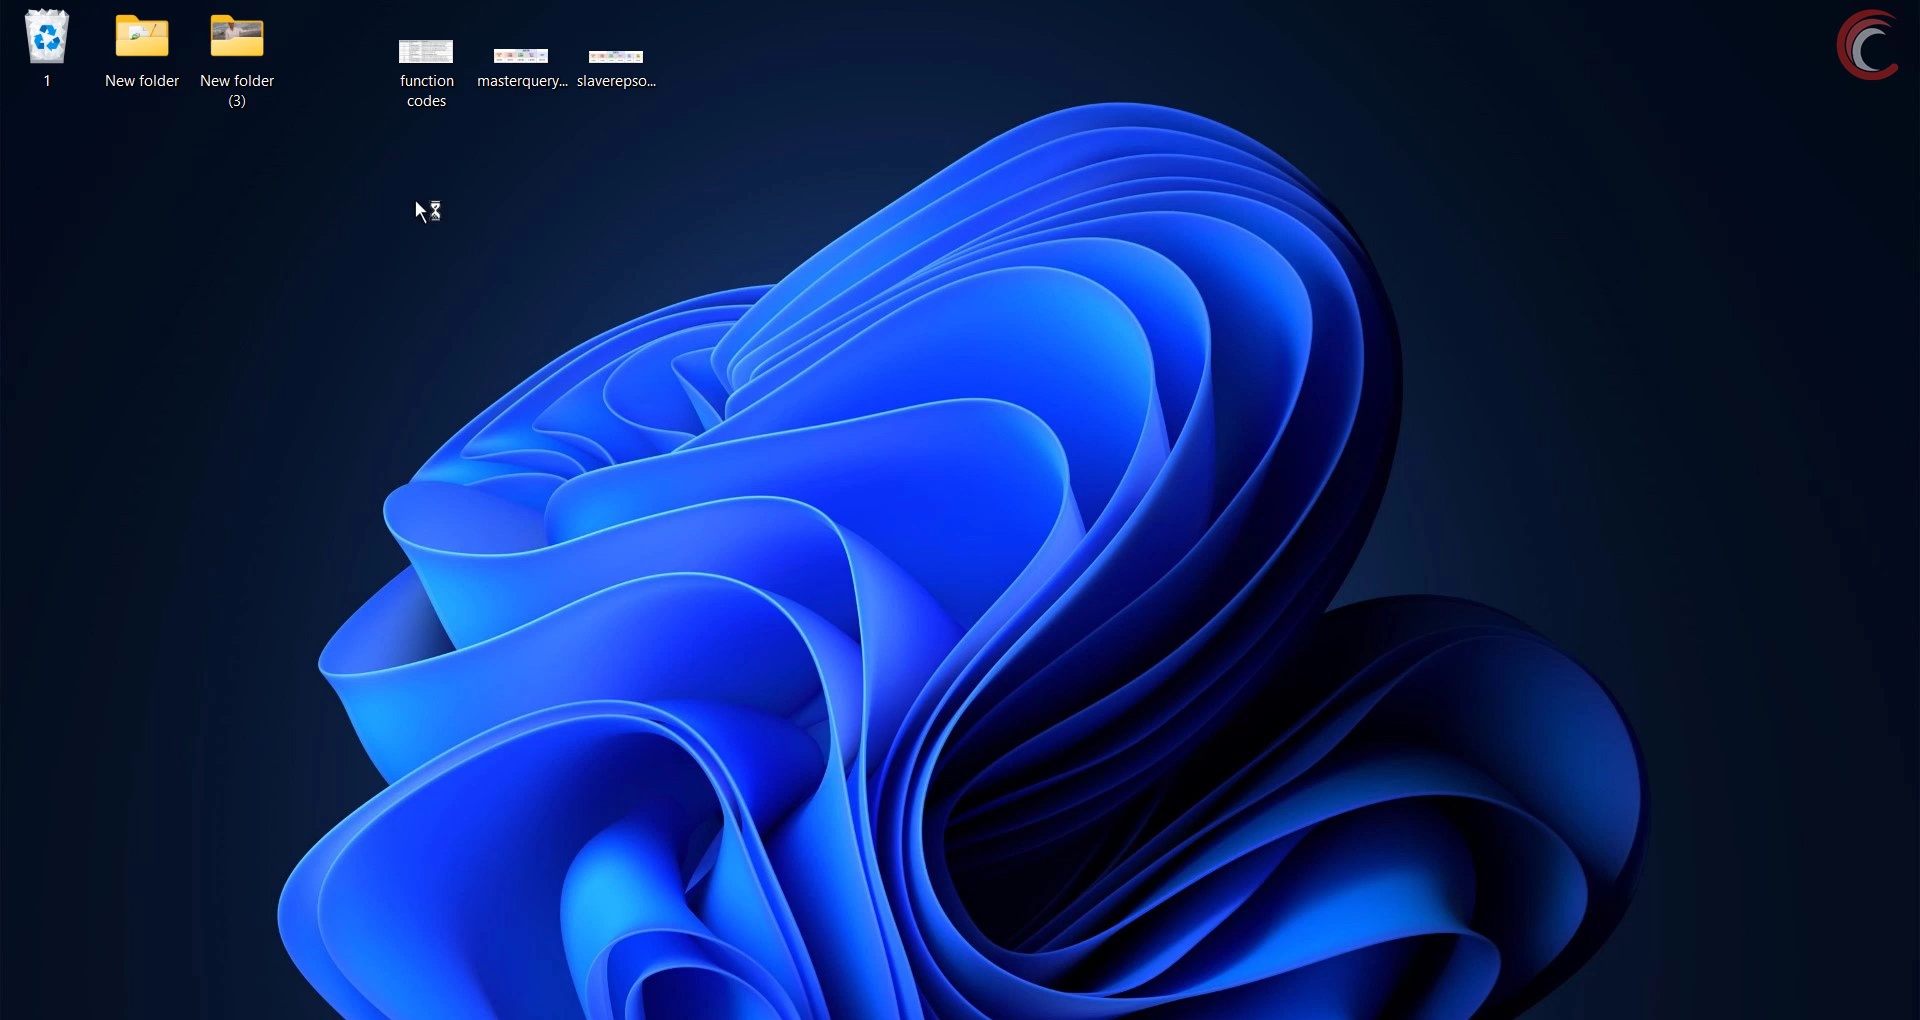 1
New folder
New folder
(3)
function
codes
masterquery...
slaverepso...